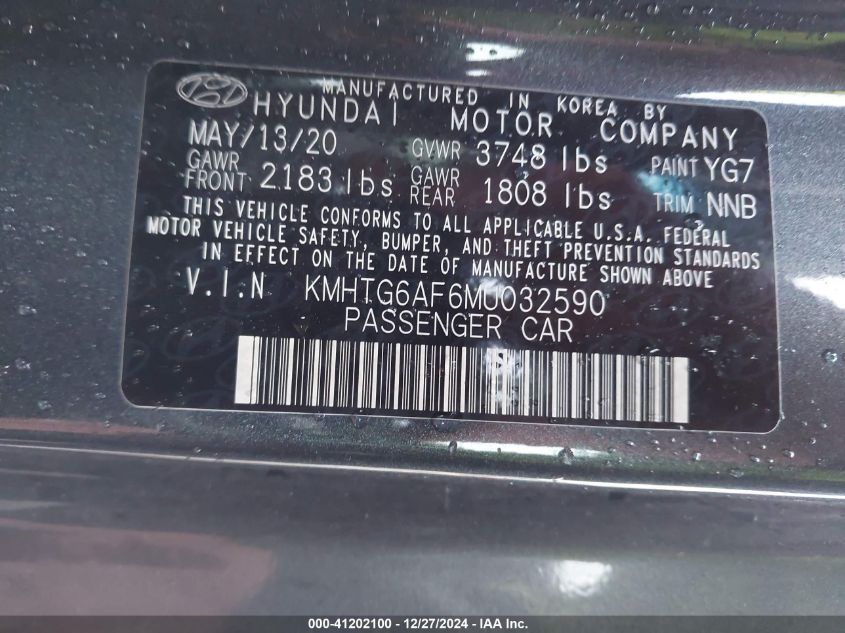 MANUFACTURED IN KOREA BY
HYUNDAI MOTOR COMPANY
MAY/13/20 GVWR 3748 lbs PAINT YG7
GAWR FRONT 2183 lbs GAWR REAR 1808 lbs TRIM NNB
THIS VEHICLE CONFORMS TO ALL APPLICABLE U.S.A. FEDERAL
MOTOR VEHICLE SAFETY, BUMPER, AND THEFT PREVENTION STANDARDS
IN EFFECT ON THE DATE OF MANUFACTURE SHOWN ABOVE
V.I.N KMHTG6AF6MU032590
PASSENGER CAR
000-41202100 - 12/27/2024 - IAA Inc.